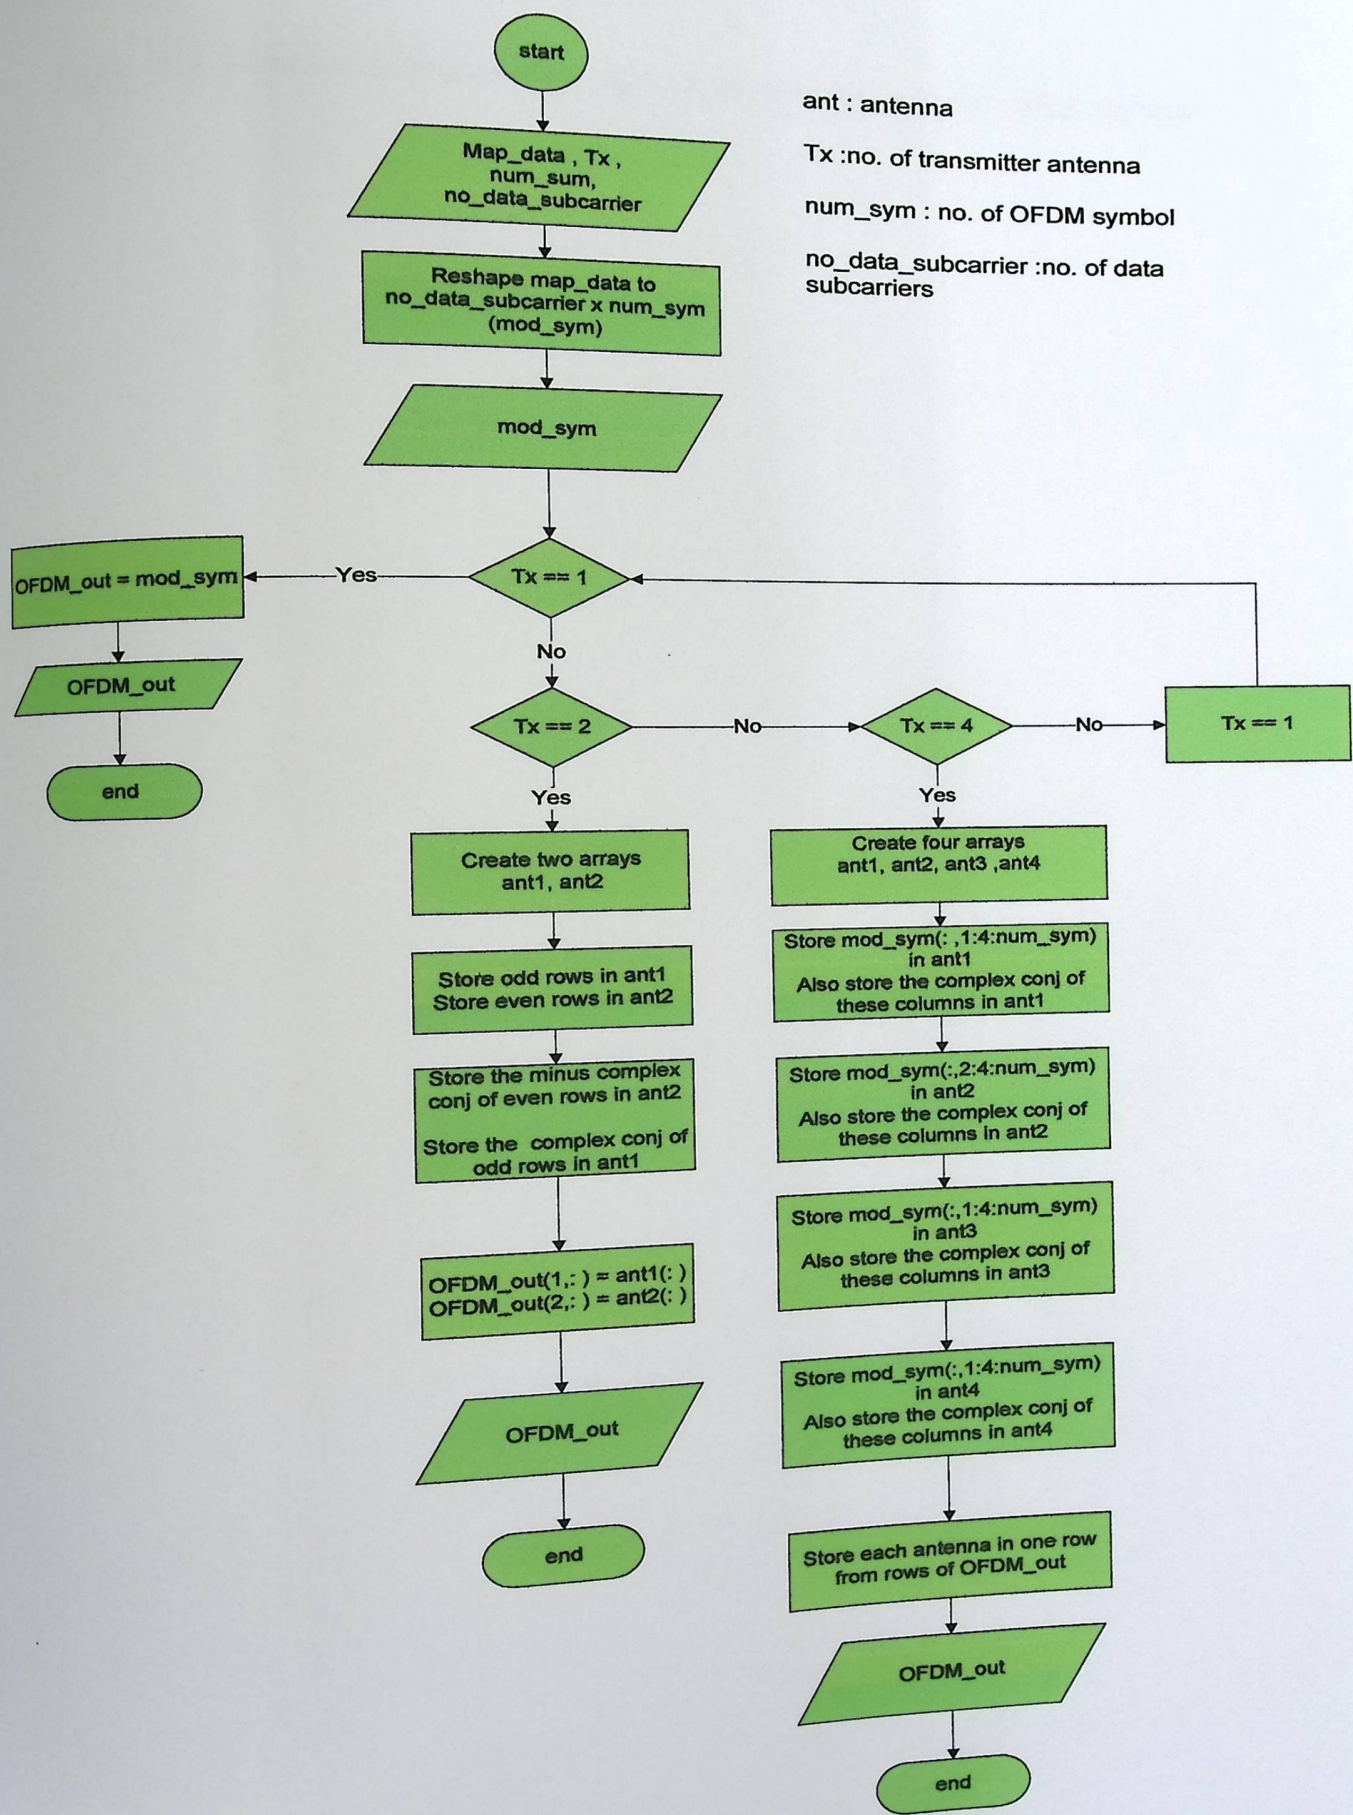 start
ant : antenna
Tx :no. of transmitter antenna
num_sym : no. of OFDM symbol
no_data_subcarrier :no. of data
subcarriers
Map_data , Tx ,
num_sum,
no_data_subcarrier
Reshape map_data to
no_data_subcarrier x num_sym
(mod_sym)
mod_sym
Tx == 1
Yes
OFDM_out = mod_sym
OFDM_out
end
No
Tx == 2
No
Tx == 4
No
Tx == 1
Yes
Create two arrays
ant1, ant2
Store odd rows in ant1
Store even rows in ant2
Store the minus complex
conj of even rows in ant2
Store the complex conj of
odd rows in ant1
OFDM_out(1,: ) = ant1(: )
OFDM_out(2,: ) = ant2(: )
OFDM_out
end
Yes
Create four arrays
ant1, ant2, ant3 ,ant4
Store mod_sym(: ,1:4:num_sym)
in ant1
Also store the complex conj of
these columns in ant1
Store mod_sym(:,2:4:num_sym)
in ant2
Also store the complex conj of
these columns in ant2
Store mod_sym(:,1:4:num_sym)
in ant3
Also store the complex conj of
these columns in ant3
Store mod_sym(:,1:4:num_sym)
in ant4
Also store the complex conj of
these columns in ant4
Store each antenna in one row
from rows of OFDM_out
OFDM_out
end